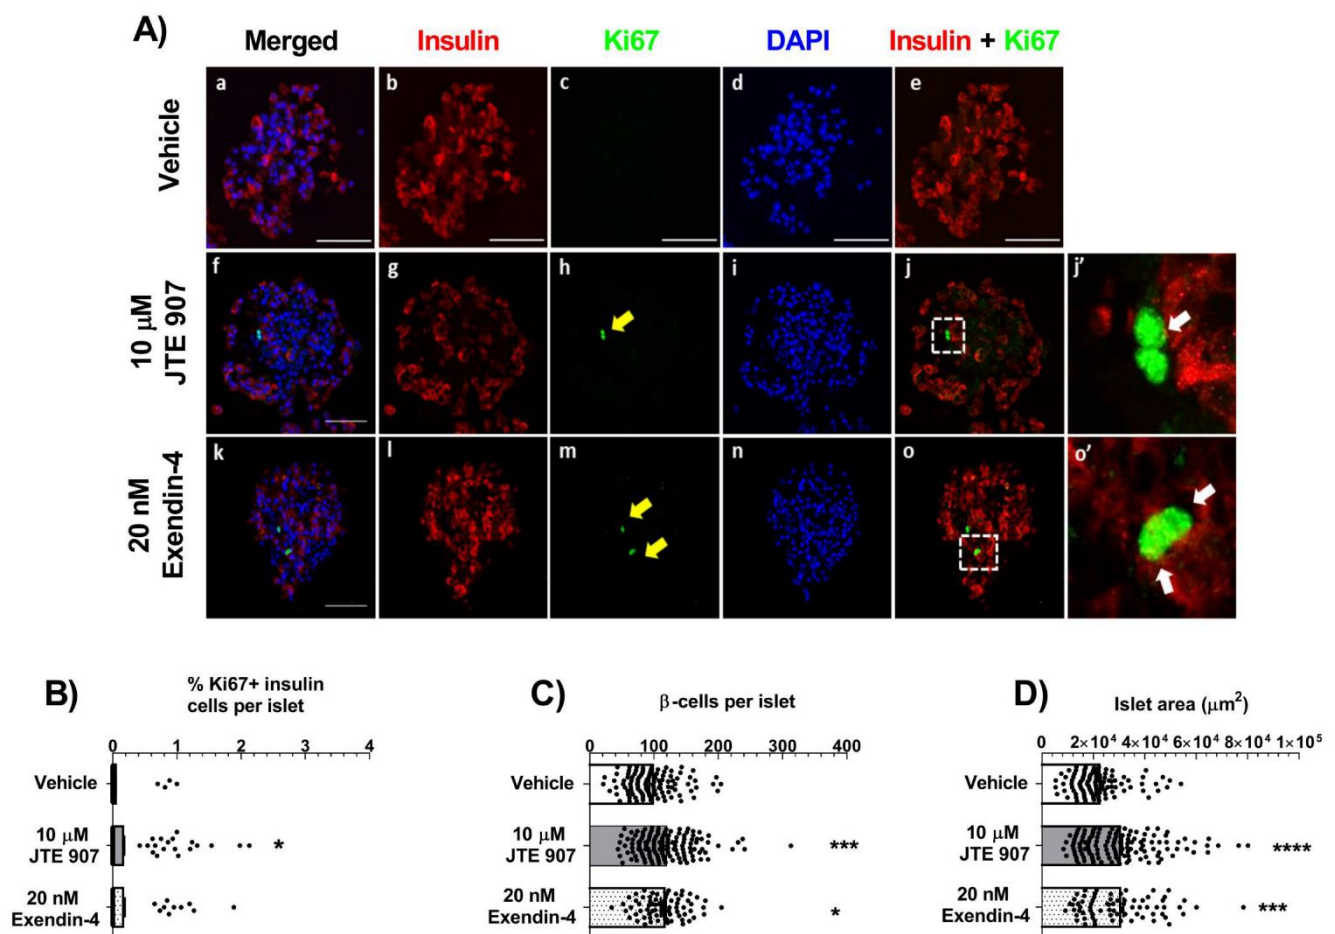 A)
Merged Insulin Ki67 DAPI Insulin + Ki67
Vehicle
a b c d e
10 μM
JTE 907
f g h i j j'
20 nM
Exendin-4
k l m n o o'
B)
% Ki67+ insulin
cells per islet
0 1 2 3 4
Vehicle
10 μM
JTE 907
*
20 nM
Exendin-4
C)
β-cells per islet
0 100 200 300 400
Vehicle
10 μM
JTE 907
***
20 nM
Exendin-4
*
D)
Islet area (μm²)
0 2×10⁴ 4×10⁴ 6×10⁴ 8×10⁴ 1×10⁵
Vehicle
10 μM
JTE 907
****
20 nM
Exendin-4
***